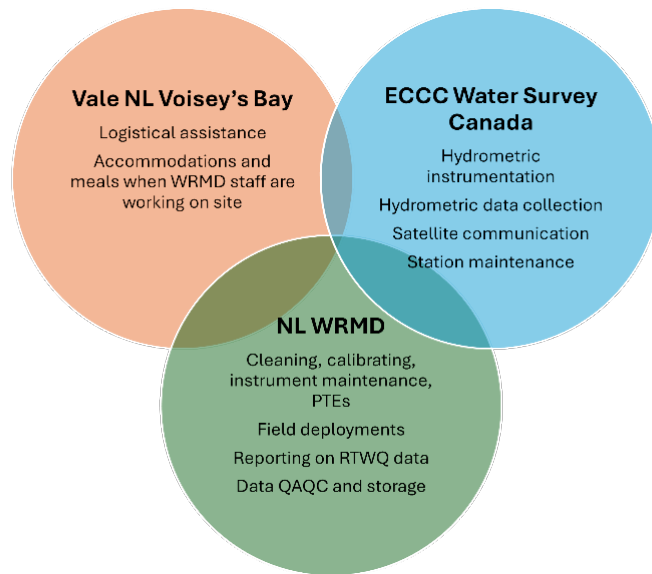 Vale NL Voisey's Bay
Logistical assistance
Accommodations and
meals when WRMD staff are
working on site
ECCC Water Survey
Canada
Hydrometric
instrumentation
Hydrometric data collection
Satellite communication
Station maintenance
NL WRMD
Cleaning, calibrating,
instrument maintenance,
PTEs
Field deployments
Reporting on RTWQ data
Data QAQC and storage